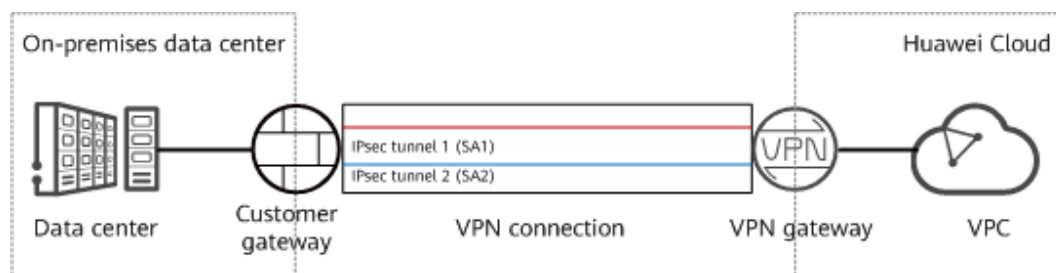 On-premises data center
Huawei Cloud
IPsec tunnel 1 (SA1)
VPN
IPsec tunnel 2 (SA2)
Data center
Customer
gateway
VPN connection
VPN gateway
VPC